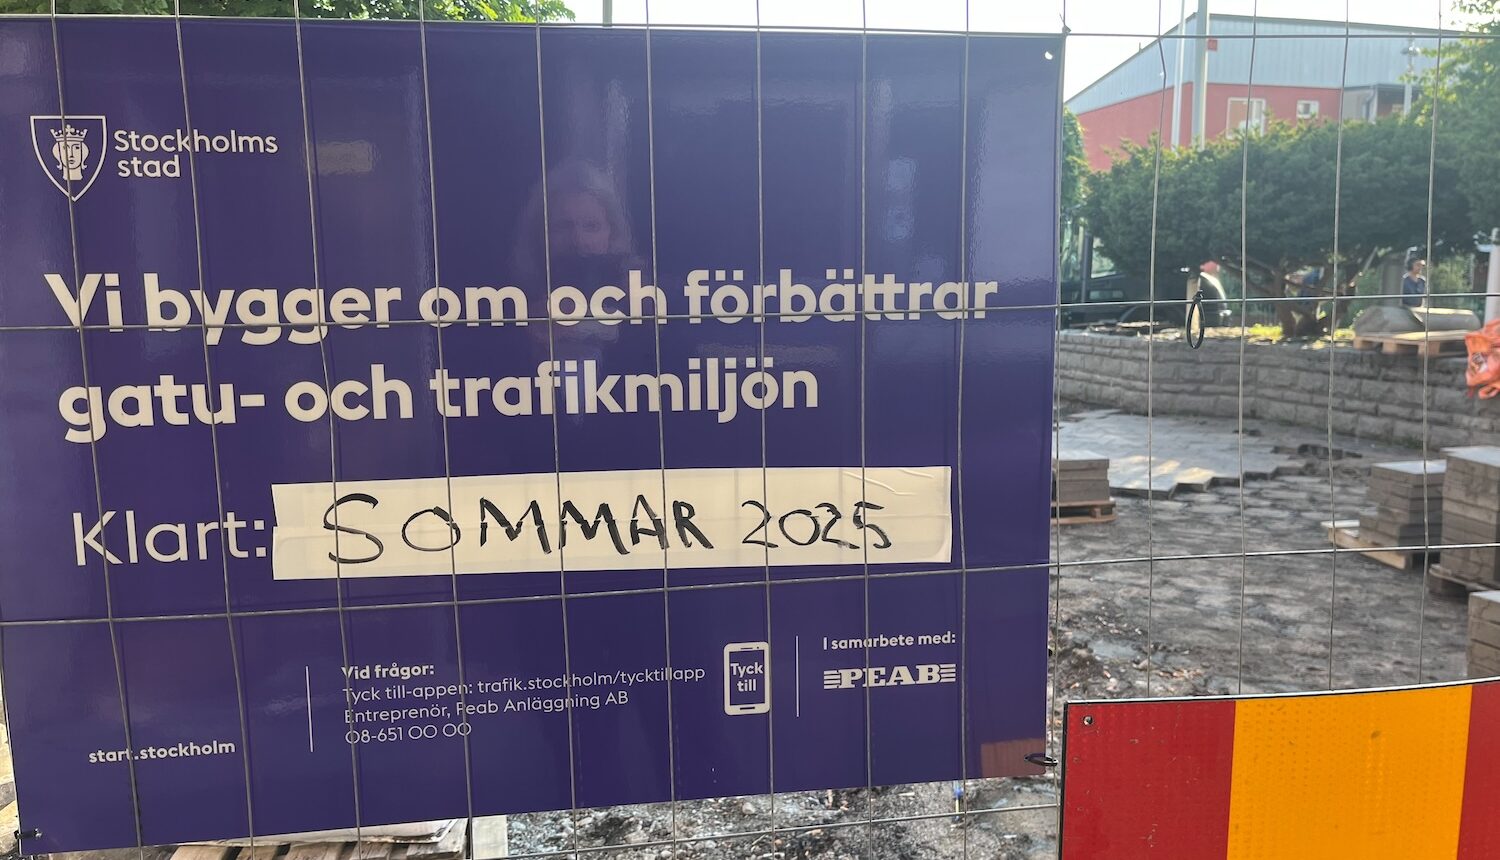 Stockholms
stad
Vi bygger om och förbättrar
gatu- och trafikmiljön
Klart: SOMMAR 2025
Vid frågor:
Tyck till-appen: trafik.stockholm/tycktillapp
Entreprenör, Peab Anläggning AB
08-651 00 00
start.stockholm
Tyck
till
I samarbete med:
PEAB